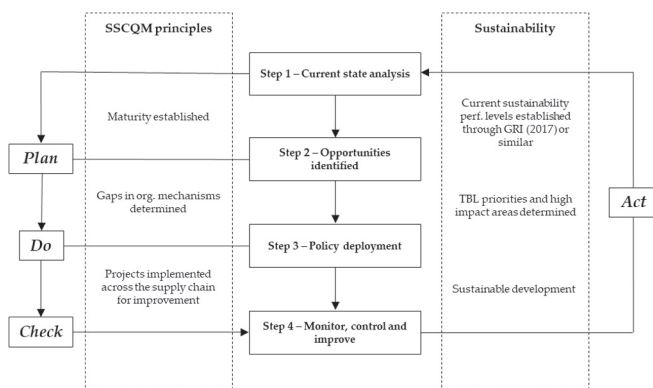 SSCQM principles
Sustainability
Step 1 – Current state analysis
Maturity established
Current sustainability
perf. levels established
through GRI (2017) or
similar
Plan
Step 2 – Opportunities
identified
Gaps in org. mechanisms
determined
TBL priorities and high
impact areas determined
Act
Do
Step 3 – Policy deployment
Projects implemented
across the supply chain
for improvement
Sustainable development
Check
Step 4 – Monitor, control and
improve